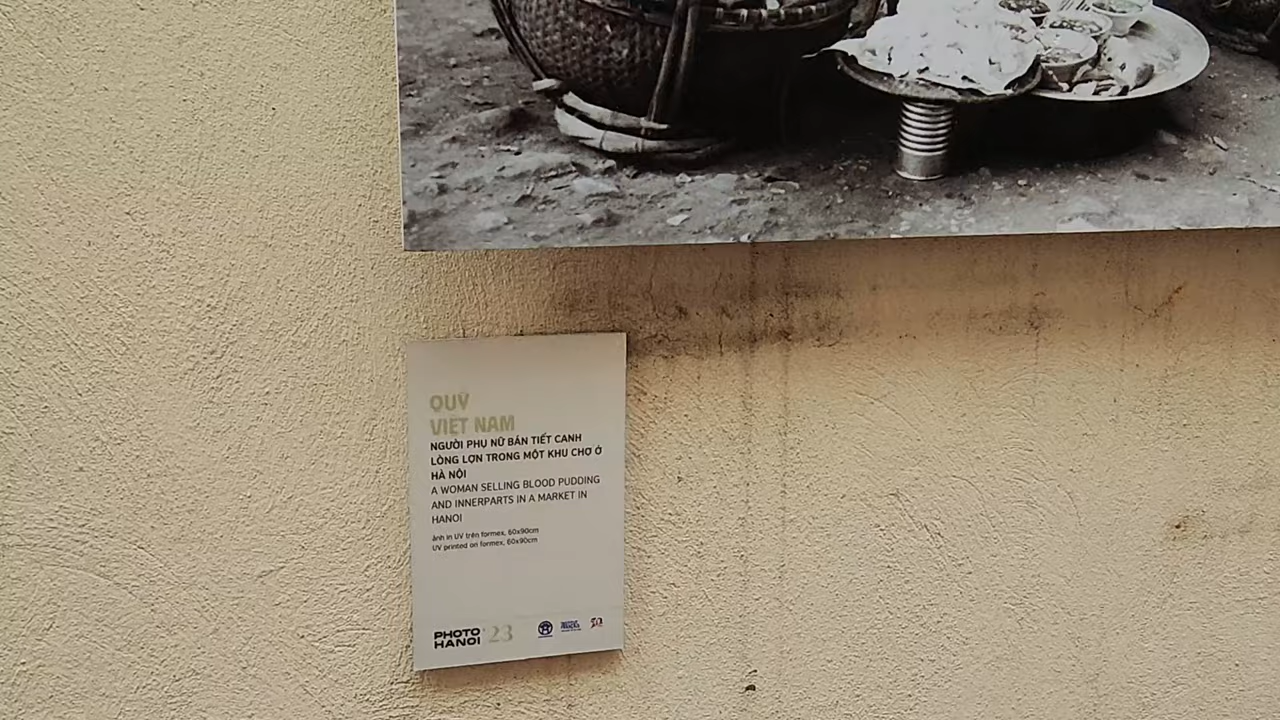 QUÝ
VIỆT NAM
NGƯỜI PHỤ NỮ BÁN TIẾT CANH
LÒNG LỢN TRONG MỘT KHU CHỢ Ở
HÀ NỘI
A WOMAN SELLING BLOOD PUDDING
AND INNERPARTS IN A MARKET IN
HANOI
ảnh in UV trên formex, 60x90cm
UV printed on formex, 60x90cm
PHOTO '23
HANOI